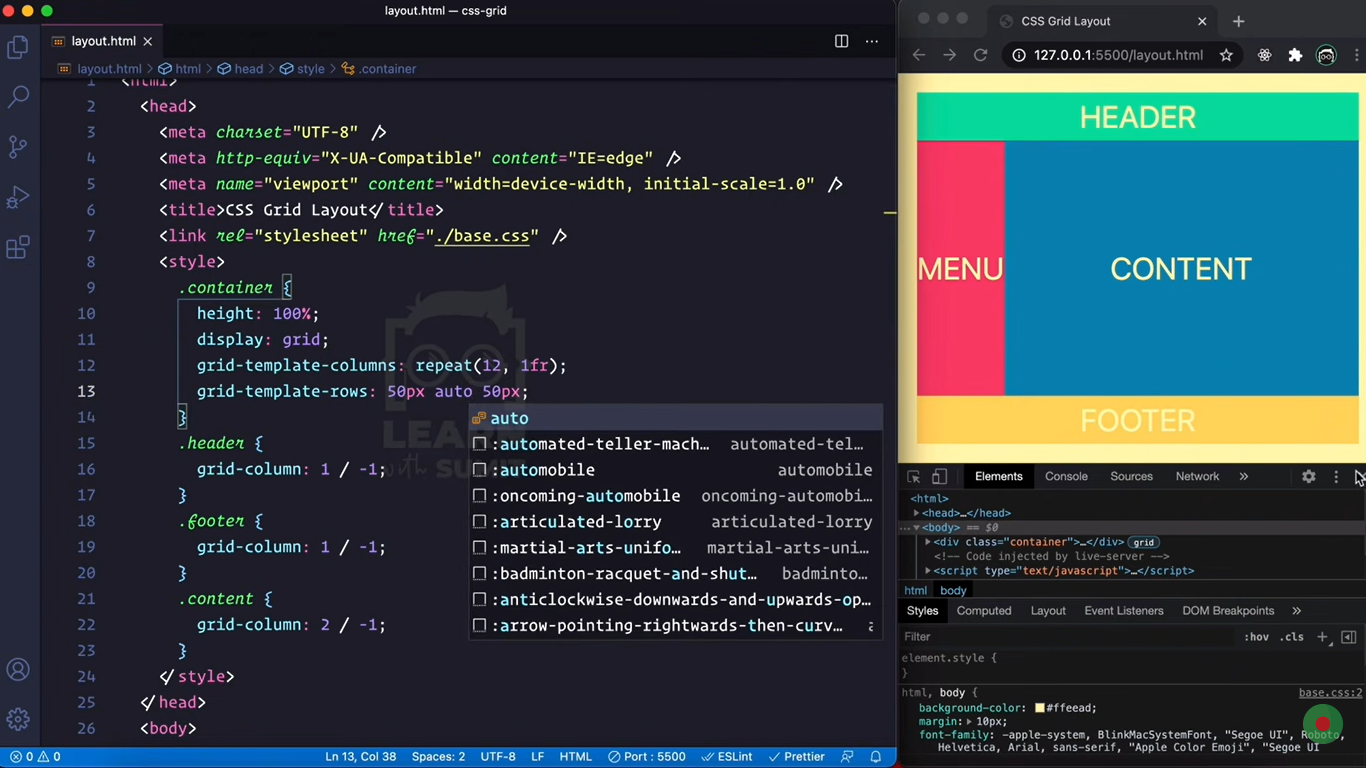 layout.html — css-grid
layout.html
layout.html html head style .container
1 <html>
2 <head>
3 <meta charset="UTF-8" />
4 <meta http-equiv="X-UA-Compatible" content="IE=edge" />
5 <meta name="viewport" content="width=device-width, initial-scale=1.0" />
6 <title>CSS Grid Layout</title>
7 <link rel="stylesheet" href="./base.css" />
8 <style>
9 .container {
10 height: 100%;
11 display: grid;
12 grid-template-columns: repeat(12, 1fr);
13 grid-template-rows: 50px auto 50px;
14 }
15 .header {
16 grid-column: 1 / -1;
17 }
18 .footer {
19 grid-column: 1 / -1;
20 }
21 .content {
22 grid-column: 2 / -1;
23 }
24 </style>
25 </head>
26 <body>
auto
:automated-teller-mach… automated-tel…
:automobile automobile
:oncoming-automobile oncoming-automobi…
:articulated-lorry articulated-lorry
:martial-arts-unifo… martial-arts-uni…
:badminton-racquet-and-shut… badminto…
:anticlockwise-downwards-and-upwards-op…
:arrow-pointing-rightwards-then-curv… a
LEARN
with SUMIT
0 0
Ln 13, Col 38 Spaces: 2 UTF-8 LF HTML Port : 5500 ESLint Prettier
CSS Grid Layout
127.0.0.1:5500/layout.html
HEADER
MENU
CONTENT
FOOTER
Elements Console Sources Network »
<html>
<head>…</head>
… <body> == $0
<div class="container">…</div> grid
<!-- Code injected by live-server -->
<script type="text/javascript">…</script>
html body
Styles Computed Layout Event Listeners DOM Breakpoints »
Filter :hov .cls +
element.style {
}
html, body { base.css:2
background-color: #ffeead;
margin: 10px;
font-family: -apple-system, BlinkMacSystemFont, "Segoe UI", Roboto,
Helvetica, Arial, sans-serif, "Apple Color Emoji", "Segoe UI